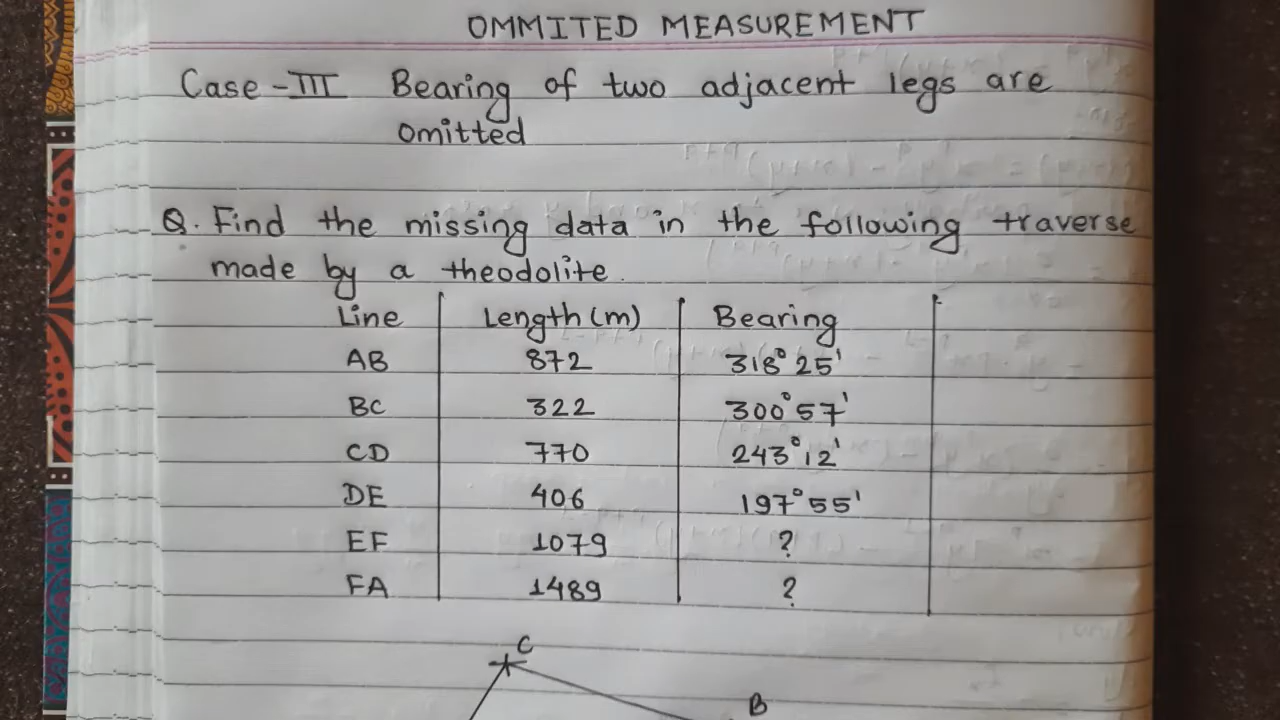 OMMITED MEASUREMENT
Case-III Bearing of two adjacent legs are
omitted
Q. Find the missing data in the following traverse
made by a theodolite.
Line Length(m) Bearing
AB 872 318° 25'
BC 322 300° 57'
CD 770 243° 12'
DE 406 197° 55'
EF 1079 ?
FA 1489 ?
C
B